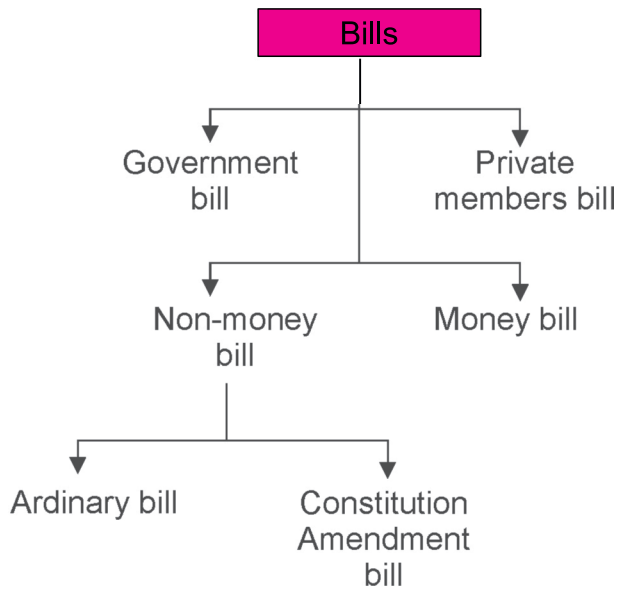 Bills
Government
bill
Private
members bill
Non-money
bill
Money bill
Ardinary bill
Constitution
Amendment
bill